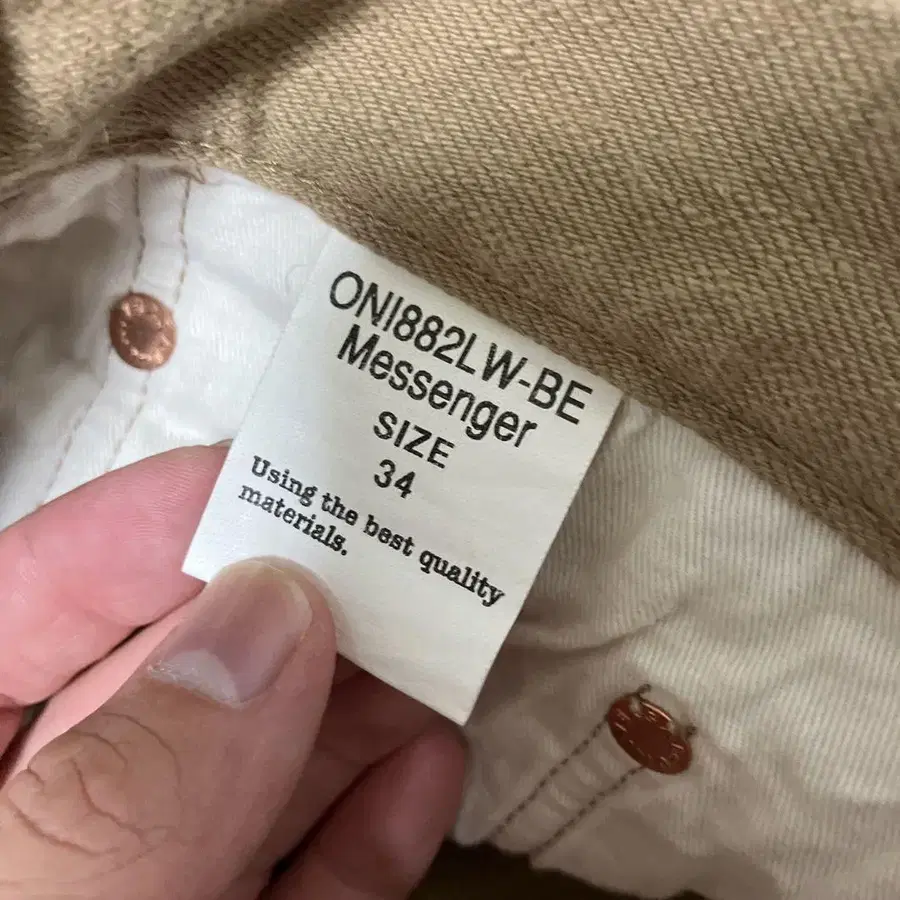 ONI882LW-BE
Messenger
SIZE
34
Using the best quality
materials.